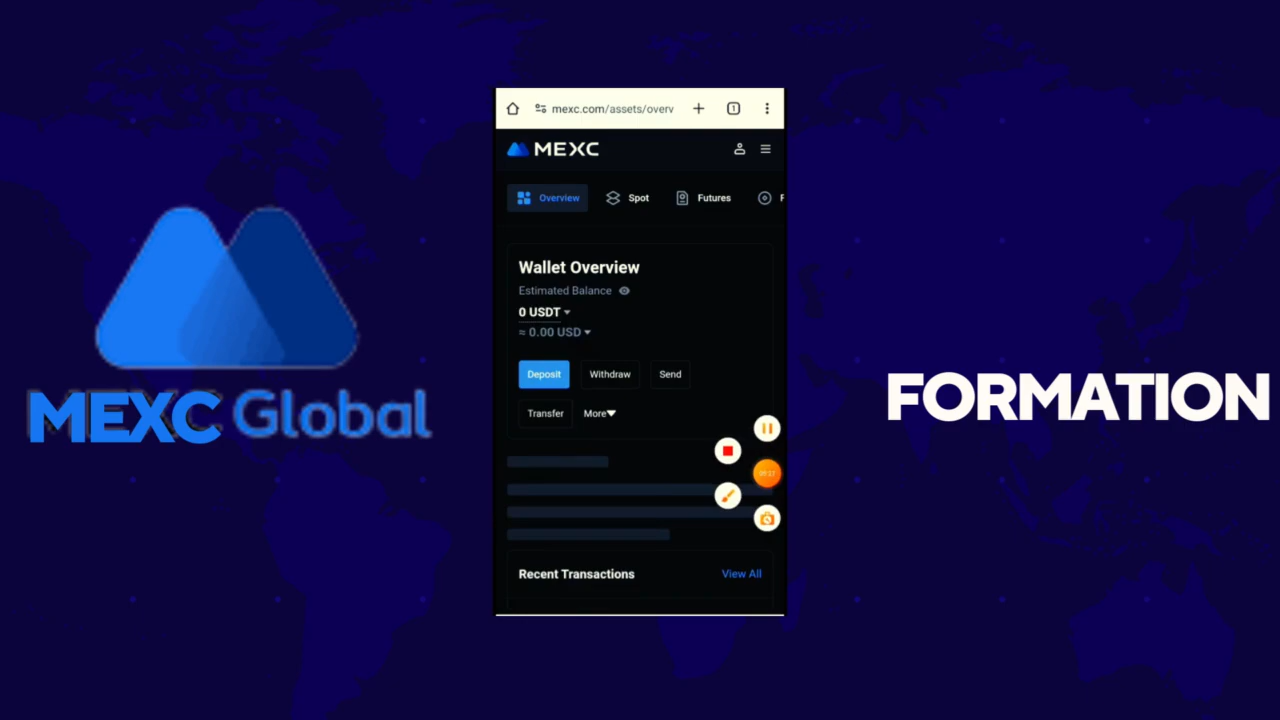 mexc.com/assets/overv
1
MEXC
Overview
Spot
Futures
F
Wallet Overview
Estimated Balance
0 USDT
≈ 0.00 USD
Deposit
Withdraw
Send
Transfer
More
Recent Transactions
View All
MEXC Global
FORMATION